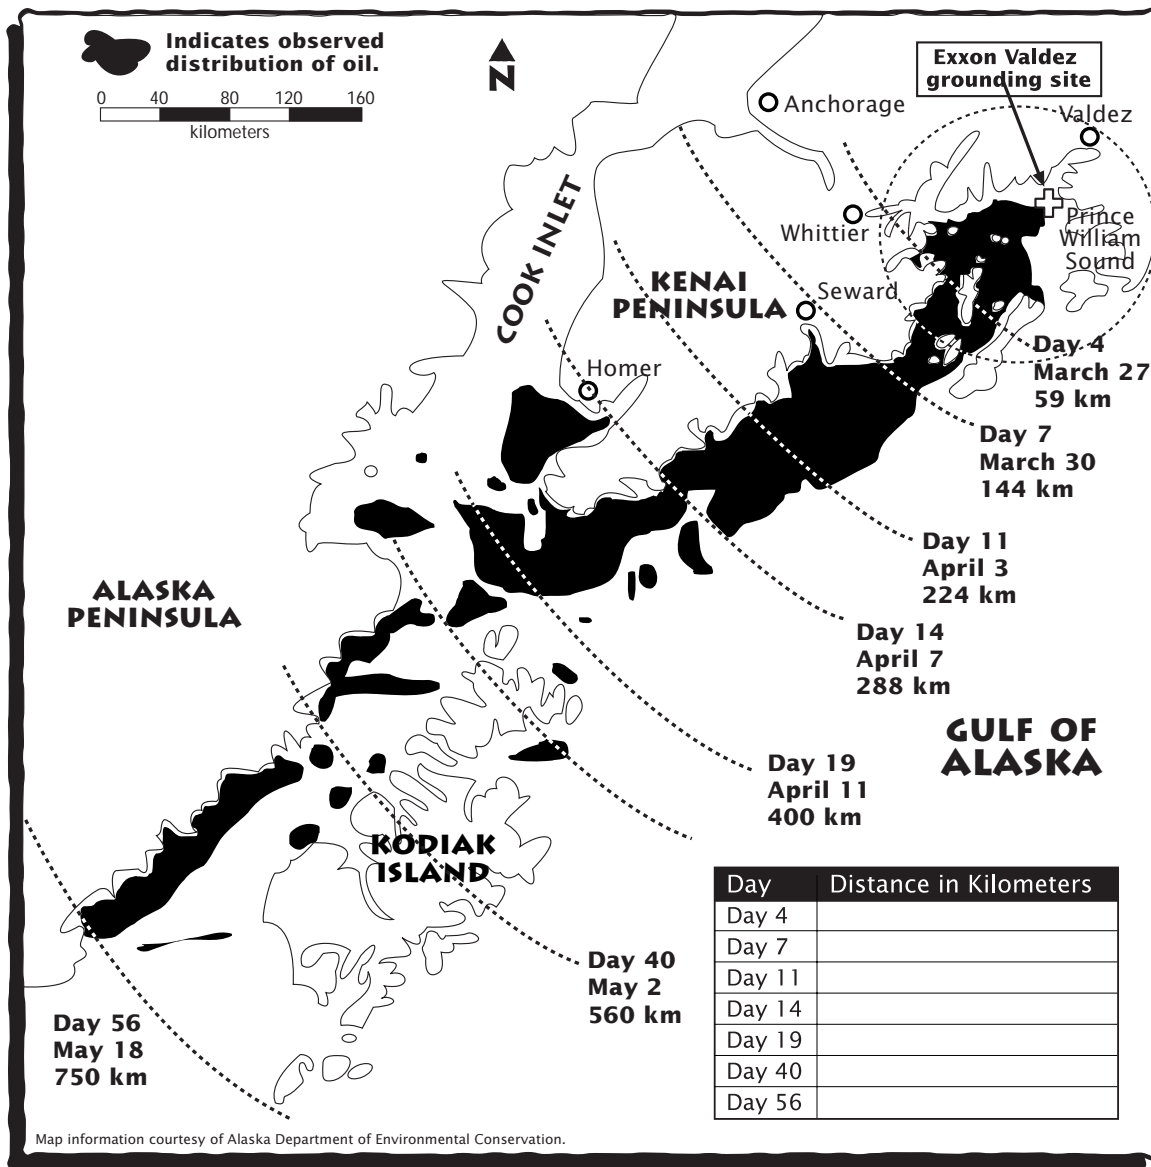 Indicates observed
distribution of oil.
0 40 80 120 160
kilometers
N
Exxon Valdez
grounding site
Anchorage
Valdez
Whittier
Prince
William
Sound
COOK INLET
KENAI
PENINSULA
Seward
Homer
Day 4
March 27
59 km
Day 7
March 30
144 km
Day 11
April 3
224 km
Day 14
April 7
288 km
ALASKA
PENINSULA
GULF OF
ALASKA
Day 19
April 11
400 km
KODIAK
ISLAND
Day 40
May 2
560 km
Day 56
May 18
750 km
Day Distance in Kilometers
Day 4
Day 7
Day 11
Day 14
Day 19
Day 40
Day 56
Map information courtesy of Alaska Department of Environmental Conservation.